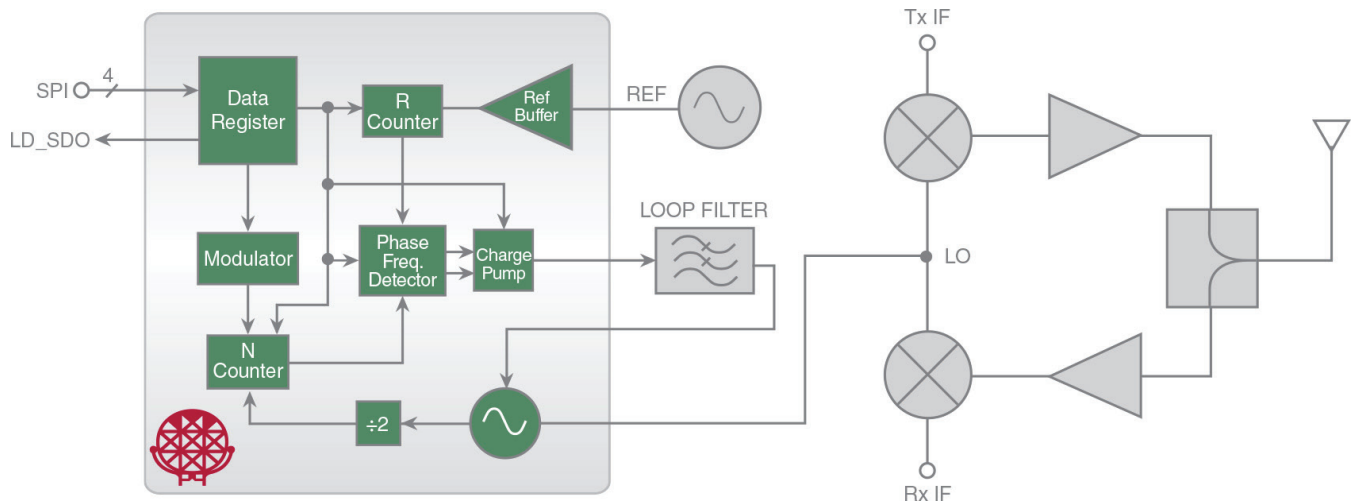 Tx IF
SPI
4
LD_SDO
Data
Register
R
Counter
Ref
Buffer
REF
Modulator
Phase
Freq.
Detector
Charge
Pump
LOOP FILTER
LO
N
Counter
÷2
Rx IF